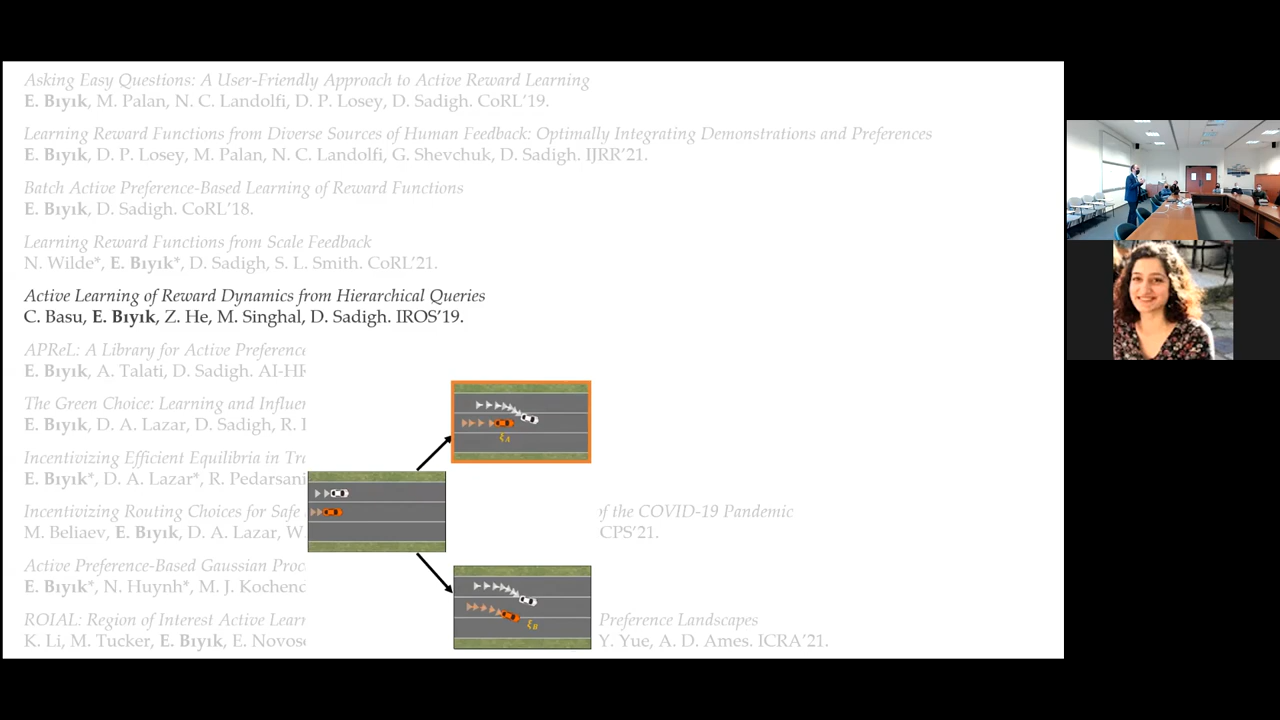 Asking Easy Questions: A User-Friendly Approach to Active Reward Learning
E. Bıyık, M. Palan, N. C. Landolfi, D. P. Losey, D. Sadigh. CoRL’19.
Learning Reward Functions from Diverse Sources of Human Feedback: Optimally Integrating Demonstrations and Preferences
E. Bıyık, D. P. Losey, M. Palan, N. C. Landolfi, G. Shevchuk, D. Sadigh. IJRR’21.
Batch Active Preference-Based Learning of Reward Functions
E. Bıyık, D. Sadigh. CoRL’18.
Learning Reward Functions from Scale Feedback
N. Wilde*, E. Bıyık*, D. Sadigh, S. L. Smith. CoRL’21.
Active Learning of Reward Dynamics from Hierarchical Queries
C. Basu, E. Bıyık, Z. He, M. Singhal, D. Sadigh. IROS’19.
APReL: A Library for Active Preference
E. Bıyık, A. Talati, D. Sadigh. AI-HR
The Green Choice: Learning and Influen
E. Bıyık, D. A. Lazar, D. Sadigh, R.
ξA
Incentivizing Efficient Equilibria in Tra
E. Bıyık*, D. A. Lazar*, R. Pedarsani
Incentivizing Routing Choices for Safe of the COVID-19 Pandemic
M. Beliaev, E. Bıyık, D. A. Lazar, W. CPS’21.
Active Preference-Based Gaussian Proc
E. Bıyık*, N. Huynh*, M. J. Kochend
ROIAL: Region of Interest Active Learn Preference Landscapes
ξB
K. Li, M. Tucker, E. Bıyık, E. Novose Y. Yue, A. D. Ames. ICRA’21.